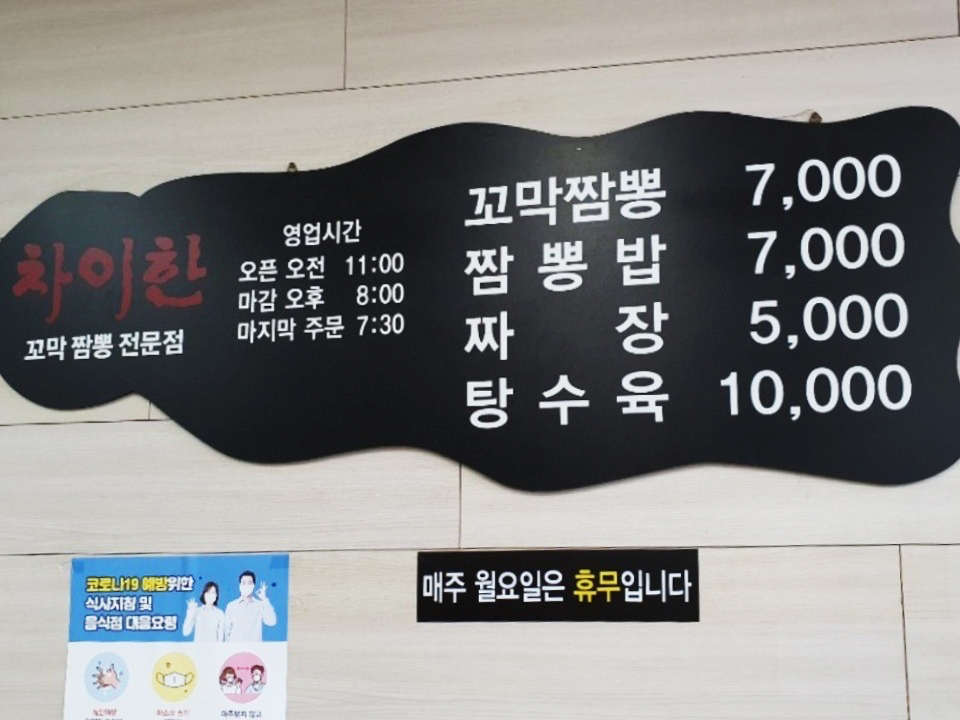 차이한
꼬막 짬뽕 전문점
영업시간
오픈 오전 11:00
마감 오후 8:00
마지막 주문 7:30
꼬막짬뽕 7,000
짬 뽕 밥 7,000
짜 장 5,000
탕 수 육 10,000
매주 월요일은 휴무입니다
코로나19 예방위한
식사지침 및
음식점 대응요령